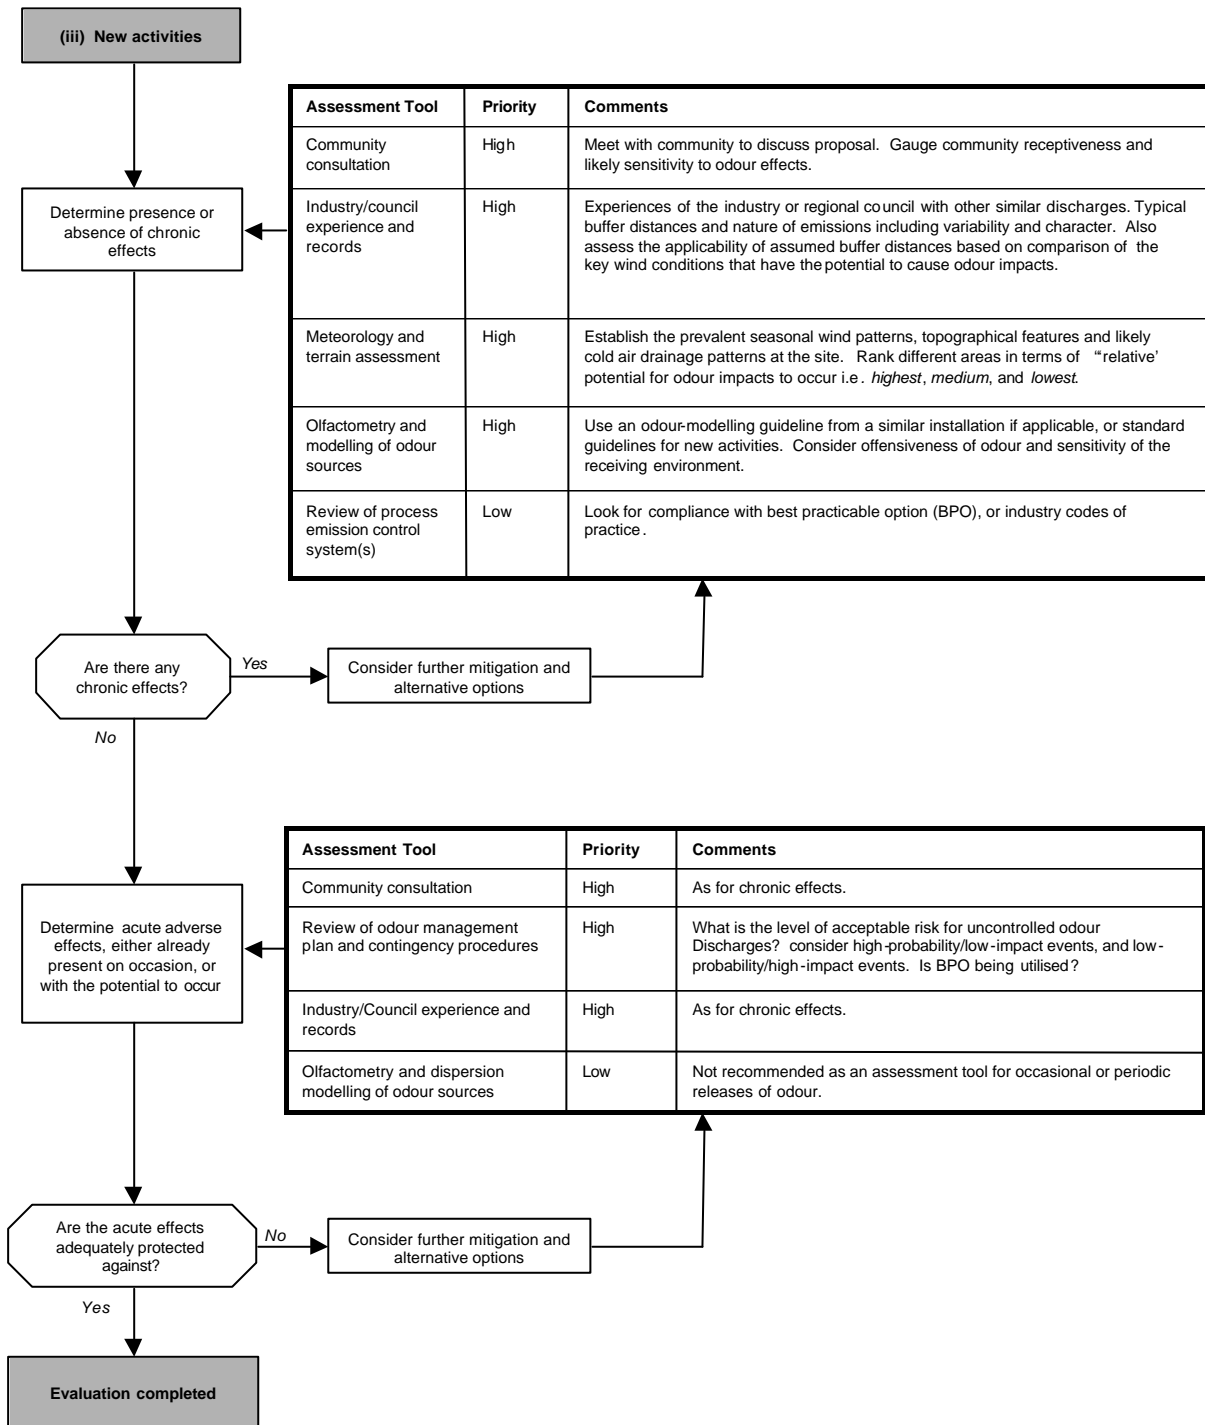 (iii) New activities
Assessment Tool Priority Comments
Community
consultation
High
Meet with community to discuss proposal. Gauge community receptiveness and
likely sensitivity to odour effects.
Determine presence or
absence of chronic
effects
Industry/council
experience and
records
High
Experiences of the industry or regional council with other similar discharges. Typical
buffer distances and nature of emissions including variability and character. Also
assess the applicability of assumed buffer distances based on comparison of the
key wind conditions that have the potential to cause odour impacts.
Meteorology and
terrain assessment
High
Establish the prevalent seasonal wind patterns, topographical features and likely
cold air drainage patterns at the site. Rank different areas in terms of “‘relative’
potential for odour impacts to occur i.e. highest, medium, and lowest.
Olfactometry and
modelling of odour
sources
High
Use an odour-modelling guideline from a similar installation if applicable, or standard
guidelines for new activities. Consider offensiveness of odour and sensitivity of the
receiving environment.
Review of process
emission control
system(s)
Low
Look for compliance with best practicable option (BPO), or industry codes of
practice.
Are there any
chronic effects?
Yes
Consider further mitigation and
alternative options
No
Assessment Tool Priority Comments
Community consultation High As for chronic effects.
Determine acute adverse
effects, either already
present on occasion, or
with the potential to occur
Review of odour management
plan and contingency procedures
High
What is the level of acceptable risk for uncontrolled odour
Discharges? consider high-probability/low-impact events, and low-
probability/high-impact events. Is BPO being utilised?
Industry/Council experience and
records
High
As for chronic effects.
Olfactometry and dispersion
modelling of odour sources
Low
Not recommended as an assessment tool for occasional or periodic
releases of odour.
Are the acute effects
adequately protected
against?
No
Consider further mitigation and
alternative options
Yes
Evaluation completed